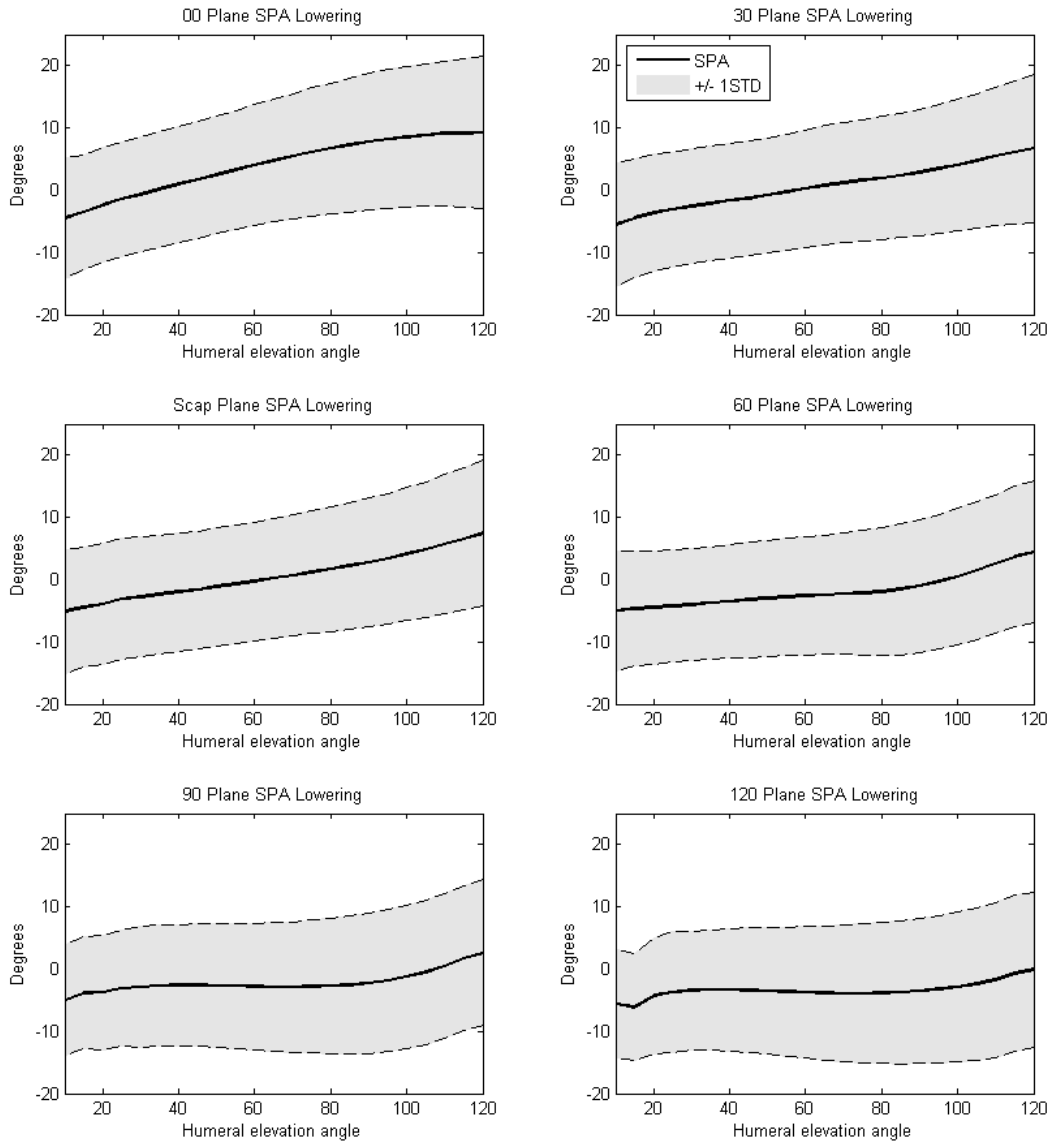 00 Plane SPA Lowering
20
10
0
-10
-20
Degrees
20 40 60 80 100 120
Humeral elevation angle
30 Plane SPA Lowering
SPA
+/- 1STD
20
10
0
-10
-20
Degrees
20 40 60 80 100 120
Humeral elevation angle
Scap Plane SPA Lowering
20
10
0
-10
-20
Degrees
20 40 60 80 100 120
Humeral elevation angle
60 Plane SPA Lowering
20
10
0
-10
-20
Degrees
20 40 60 80 100 120
Humeral elevation angle
90 Plane SPA Lowering
20
10
0
-10
-20
Degrees
20 40 60 80 100 120
Humeral elevation angle
120 Plane SPA Lowering
20
10
0
-10
-20
Degrees
20 40 60 80 100 120
Humeral elevation angle